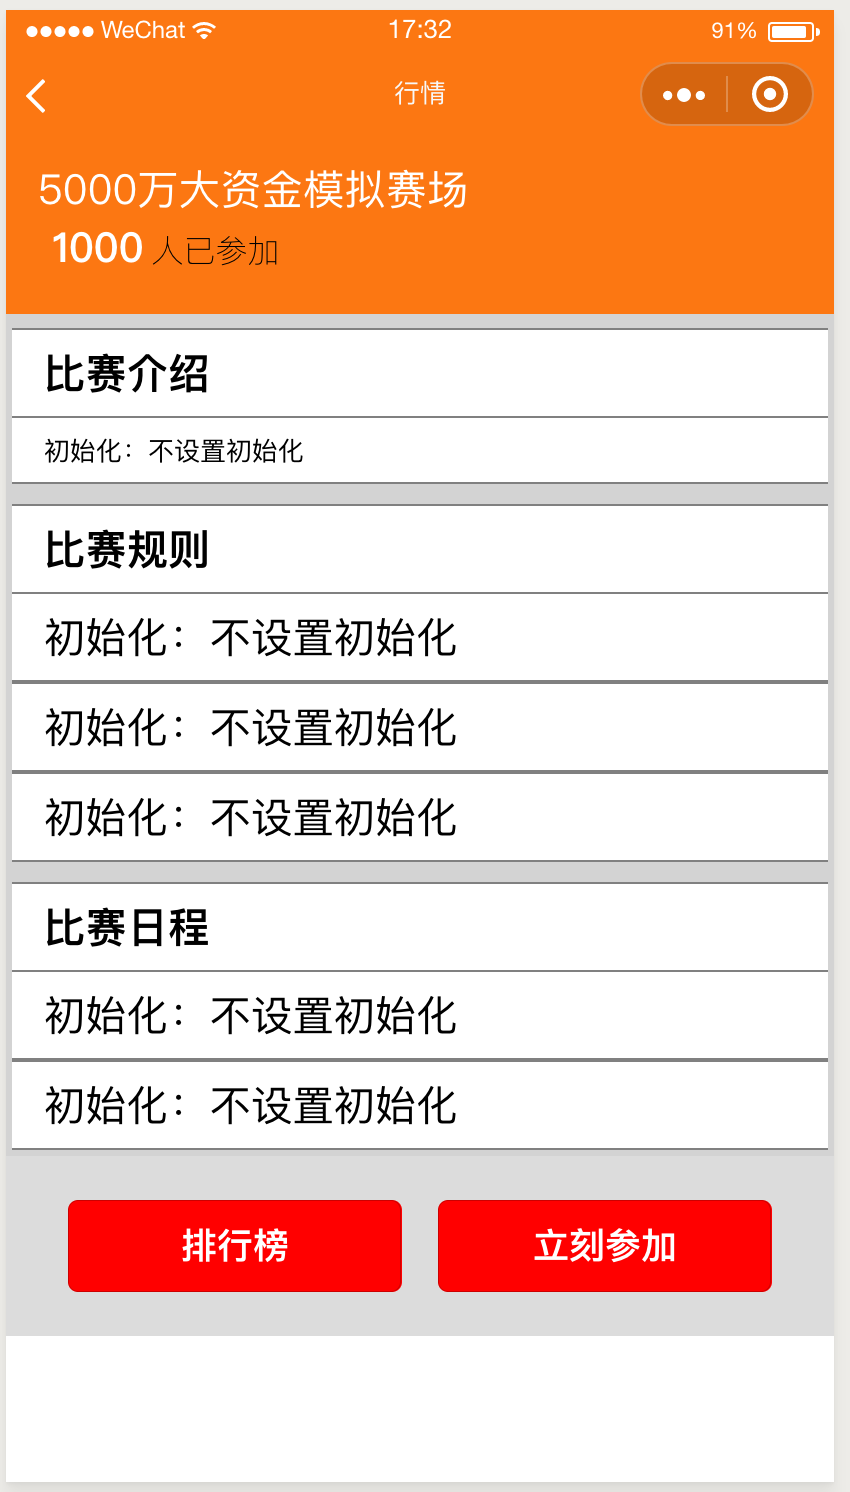 WeChat 17:32 91%
行情
5000万大资金模拟赛场
1000 人已参加
比赛介绍
初始化：不设置初始化
比赛规则
初始化：不设置初始化
初始化：不设置初始化
初始化：不设置初始化
比赛日程
初始化：不设置初始化
初始化：不设置初始化
排行榜 立刻参加